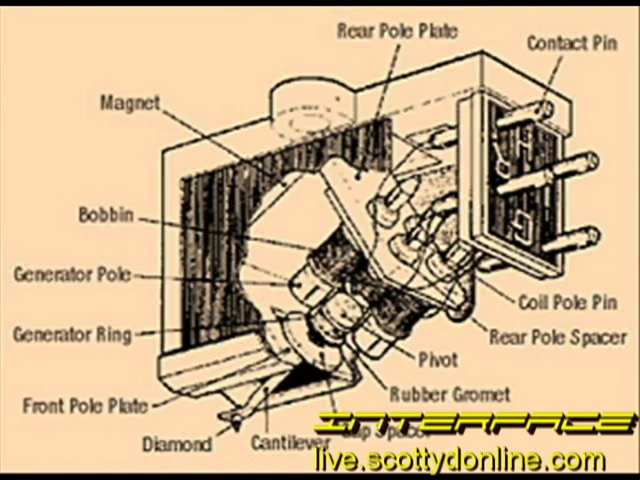 Rear Pole Plate
Contact Pin
Magnet
Bobbin
Generator Pole
Coil Pole Pin
Generator Ring
Rear Pole Spacer
Pivot
Rubber Gromet
Front Pole Plate
Diamond
Cantilever
INTERFACE
live.scottydonline.com